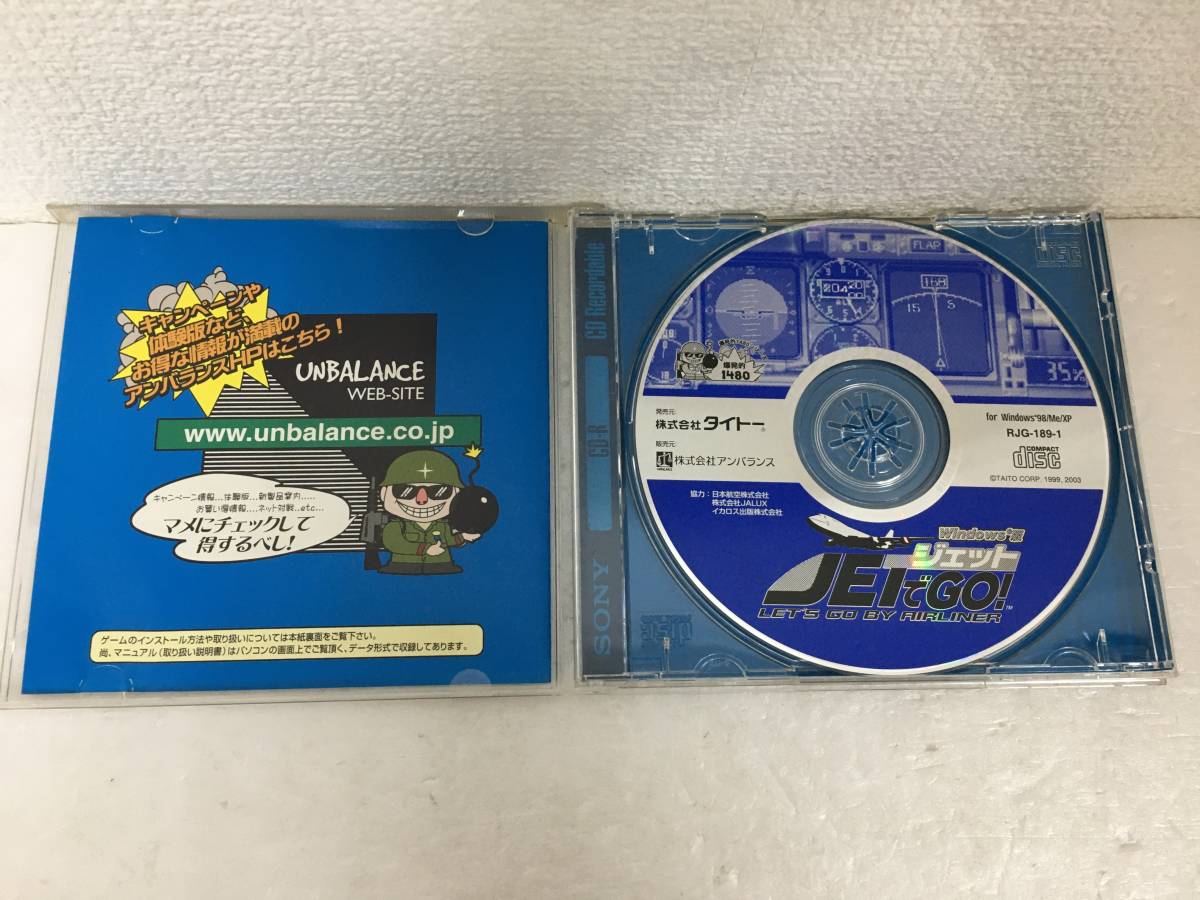 キャンペーンや
体験版など、
お得な情報が満載の
アンバランスHPはこちら！
UNBALANCE
WEB-SITE
www.unbalance.co.jp
キャンペーン情報...体験版...新製品案内.....
お買い得情報....ネット対戦..etc...
マメにチェックして
得するべし！
ゲームのインストール方法や取り扱いについては本紙裏面をご覧下さい。
尚、マニュアル（取り扱い説明書）はパソコンの画面上でご覧頂く、データ形式で収録してあります。
SONY
CD-R
CD Recordable
FLAP
168
15
S
35%
爆発的
1480
発売元:
株式会社 タイトー®
販売元:
株式会社アンバランス
協力：日本航空株式会社
株式会社JALUX
イカロス出版株式会社
for Windows®98/Me/XP
RJG-189-1
COMPACT
disc
©TAITO CORP. 1999, 2003
Windows®版
ジェット
JETでGO!™
LET'S GO BY AIRLINER
disc